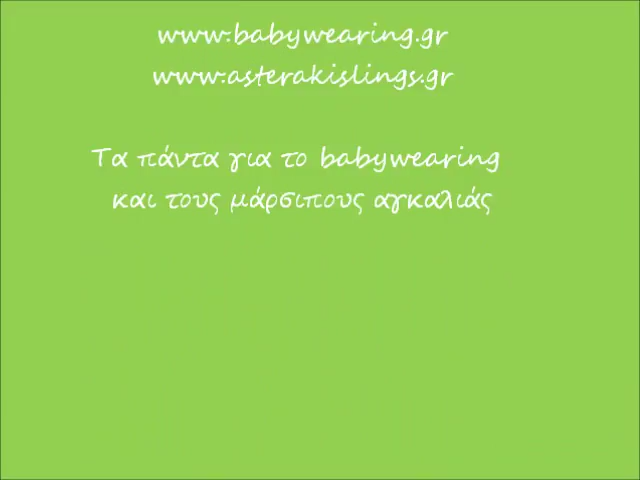 www.babywearing.gr
www.asterakislings.gr
Τα πάντα για το babywearing
και τους μάρσιπους αγκαλιάς